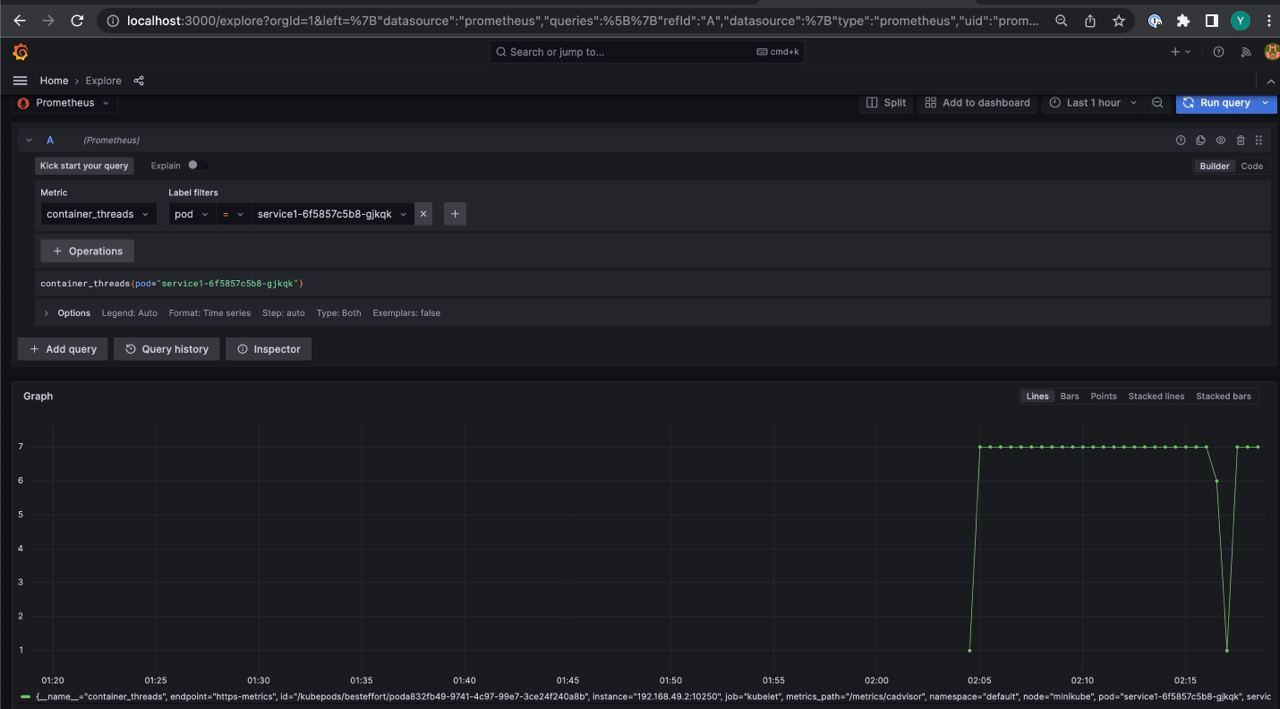 localhost:3000/explore?orgId=1&left=%7B"datasource":"prometheus","queries":%5B%7B"refId":"A","datasource":%7B"type":"prometheus","uid":"prom...
Y
Search or jump to...
cmd+k
Home › Explore
Prometheus
Split
Add to dashboard
Last 1 hour
Run query
A (Prometheus)
Kick start your query
Explain
Builder
Code
Metric
Label filters
container_threads
pod
=
service1-6f5857c5b8-gjkqk
+ Operations
container_threads{pod="service1-6f5857c5b8-gjkqk"}
Options Legend: Auto Format: Time series Step: auto Type: Both Exemplars: false
+ Add query
Query history
Inspector
Graph
Lines Bars Points Stacked lines Stacked bars
7
6
5
4
3
2
1
01:20 01:25 01:30 01:35 01:40 01:45 01:50 01:55 02:00 02:05 02:10 02:15
{__name__="container_threads", endpoint="https-metrics", id="/kubepods/besteffort/poda832fb49-9741-4c97-99e7-3ce24f240a8b", instance="192.168.49.2:10250", job="kubelet", metrics_path="/metrics/cadvisor", namespace="default", node="minikube", pod="service1-6f5857c5b8-gjkqk", servic